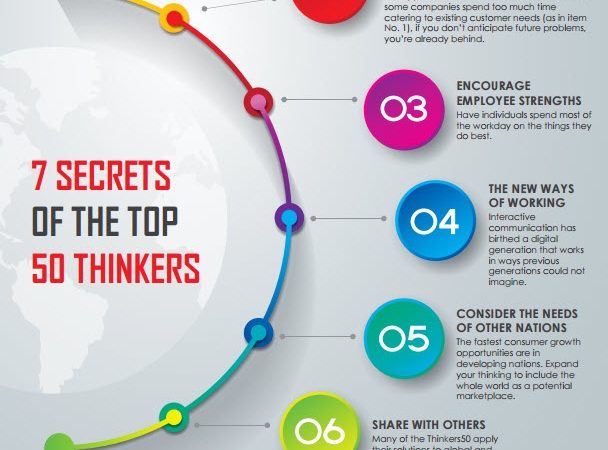 some companies spend too much time
catering to existing customer needs (as in item
No. 1), if you don't anticipate future problems,
you're already behind.
03
ENCOURAGE
EMPLOYEE STRENGTHS
Have individuals spend most of
the workday on the things they
do best.
7 SECRETS
OF THE TOP
50 THINKERS
04
THE NEW WAYS
OF WORKING
Interactive
communication has
birthed a digital
generation that works
in ways previous
generations could not
imagine.
05
CONSIDER THE NEEDS
OF OTHER NATIONS
The fastest consumer growth
opportunities are in
developing nations. Expand
your thinking to include the
whole world as a potential
marketplace.
06
SHARE WITH OTHERS
Many of the Thinkers50 apply
their solutions to global and